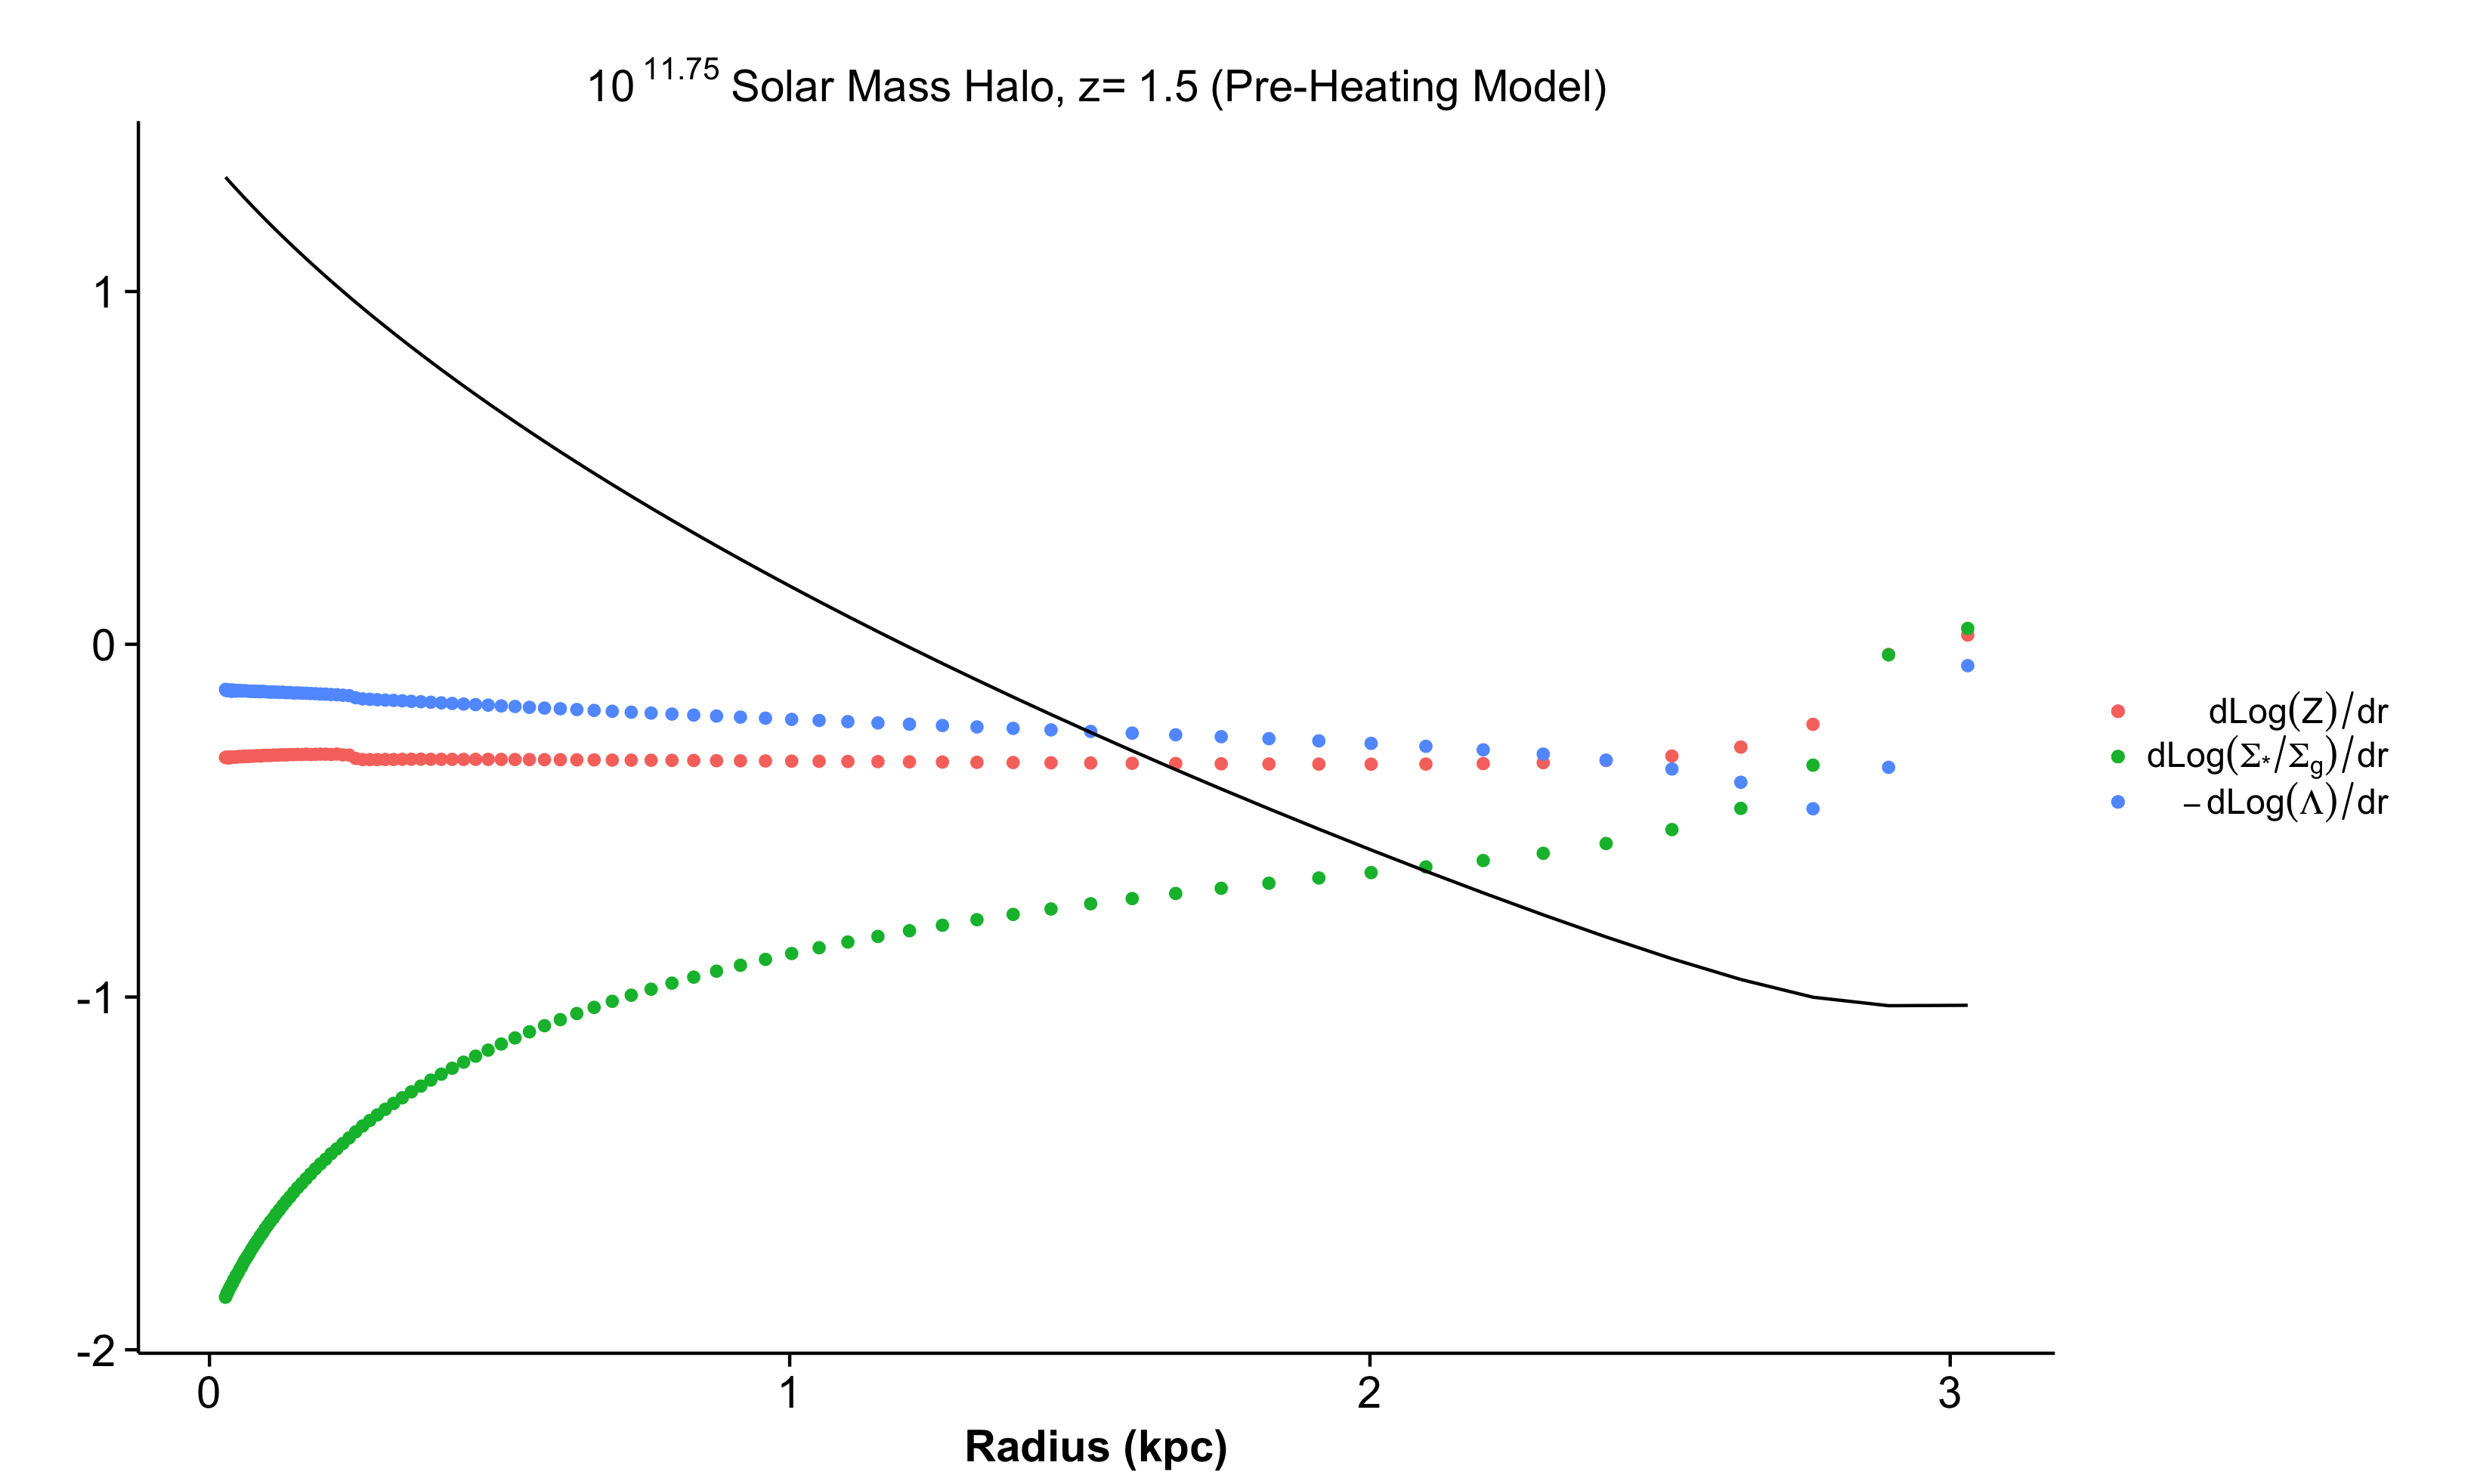 10^11.75 Solar Mass Halo, z= 1.5 (Pre-Heating Model)
1
0
-1
-2
0 1 2 3
Radius (kpc)
dLog(Z)/dr
dLog(Σ*/Σg)/dr
−dLog(Λ)/dr